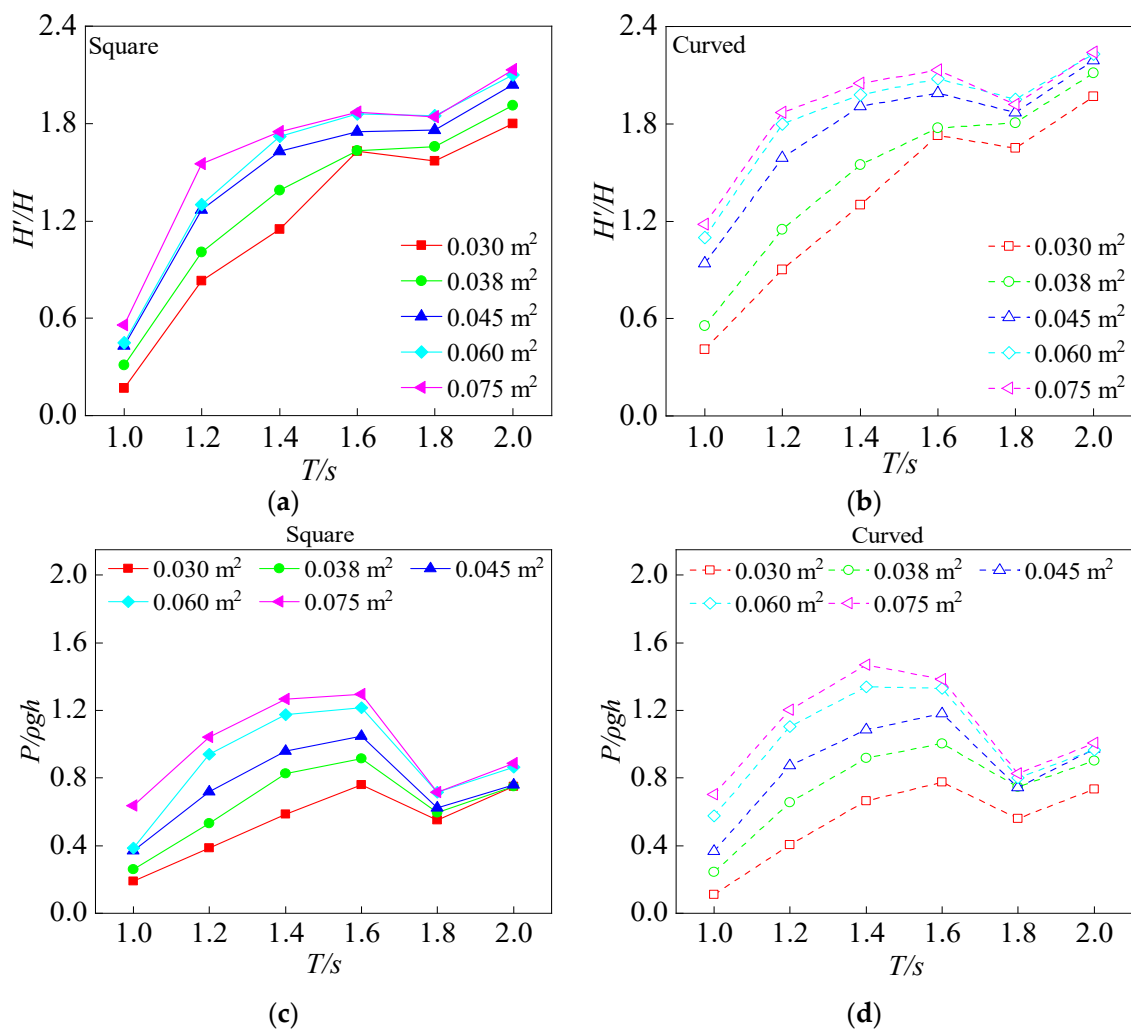 Square
H'/H
2.4
1.8
1.2
0.6
0.0
0.030 m²
0.038 m²
0.045 m²
0.060 m²
0.075 m²
1.0 1.2 1.4 1.6 1.8 2.0
T/s
(a)
Curved
H'/H
2.4
1.8
1.2
0.6
0.0
0.030 m²
0.038 m²
0.045 m²
0.060 m²
0.075 m²
1.0 1.2 1.4 1.6 1.8 2.0
T/s
(b)
Square
0.030 m² 0.038 m² 0.045 m²
0.060 m² 0.075 m²
P/ρgh
2.0
1.6
1.2
0.8
0.4
0.0
1.0 1.2 1.4 1.6 1.8 2.0
T/s
(c)
Curved
0.030 m² 0.038 m² 0.045 m²
0.060 m² 0.075 m²
P/ρgh
2.0
1.6
1.2
0.8
0.4
0.0
1.0 1.2 1.4 1.6 1.8 2.0
T/s
(d)